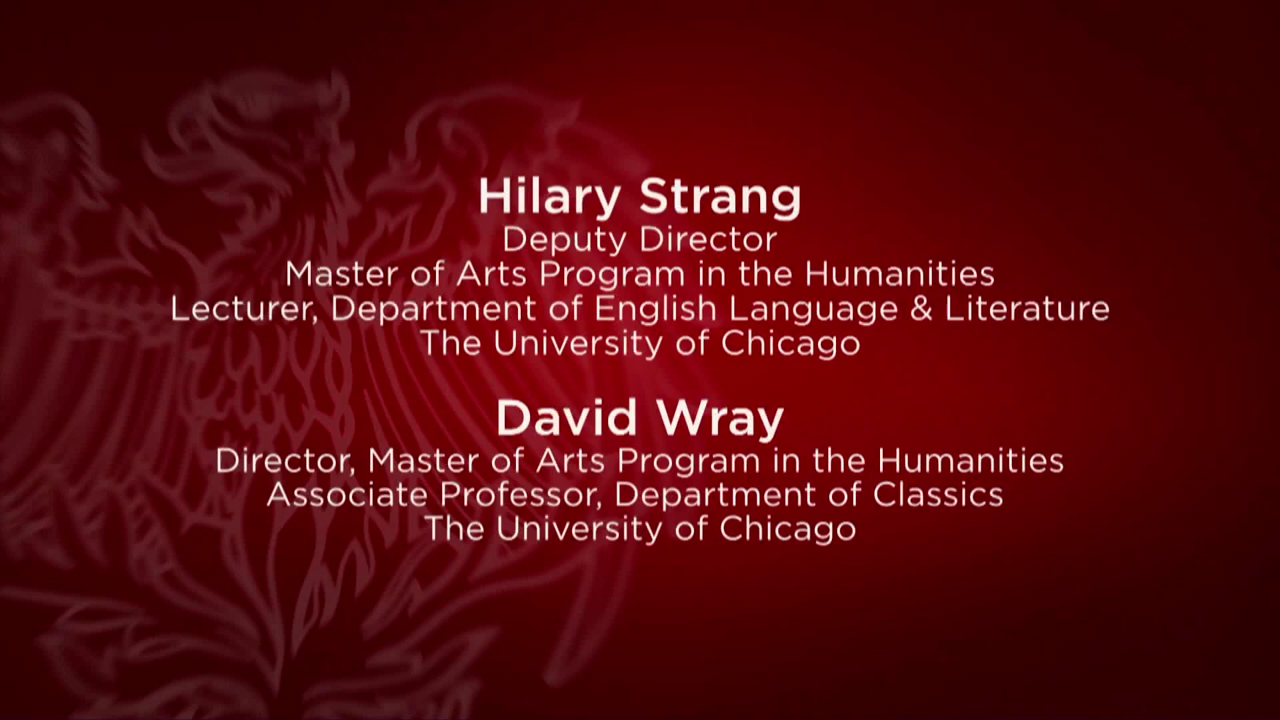 Hilary Strang
Deputy Director
Master of Arts Program in the Humanities
Lecturer, Department of English Language & Literature
The University of Chicago
David Wray
Director, Master of Arts Program in the Humanities
Associate Professor, Department of Classics
The University of Chicago